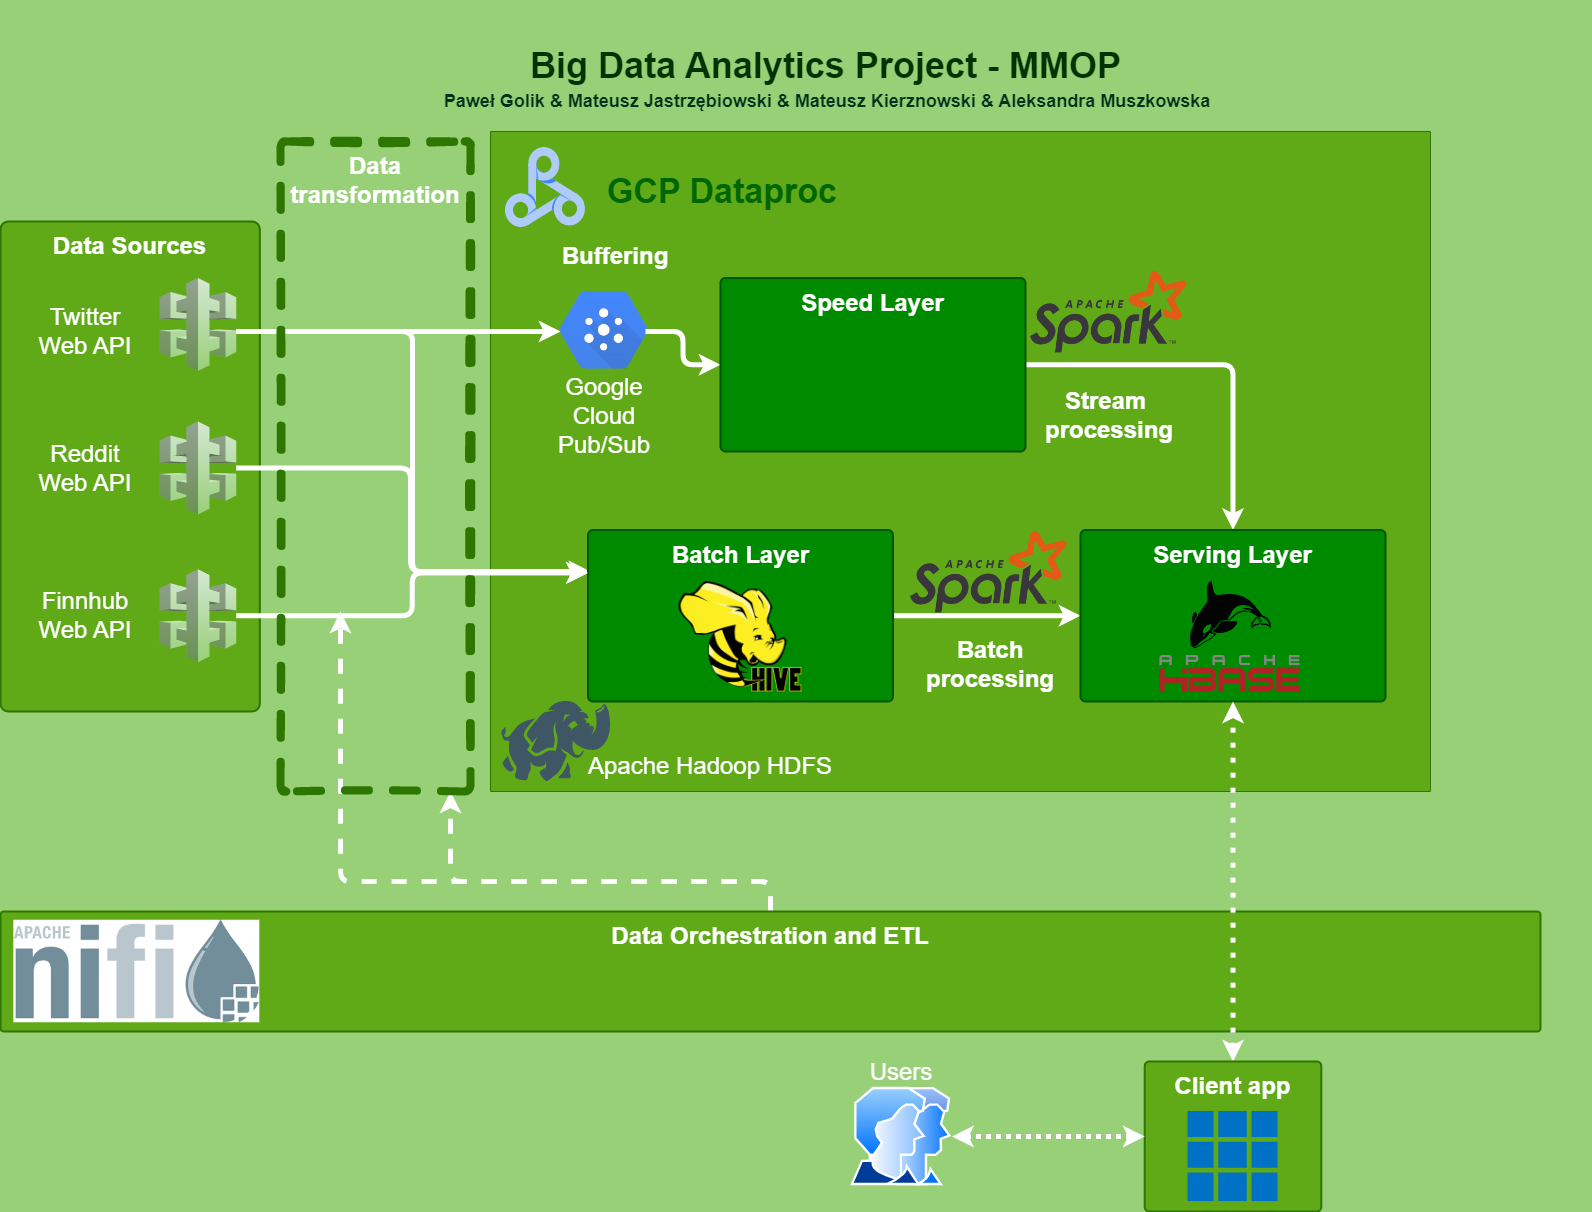 Big Data Analytics Project - MMOP
Paweł Golik & Mateusz Jastrzębiowski & Mateusz Kierznowski & Aleksandra Muszkowska
Data
transformation
GCP Dataproc
Data Sources
Buffering
Twitter
Web API
Speed Layer
APACHE
Spark
TM
Google
Cloud
Pub/Sub
Stream
processing
Reddit
Web API
Batch Layer
HIVE
APACHE
Spark
TM
Batch
processing
Serving Layer
APACHE
HBASE
Finnhub
Web API
Apache Hadoop HDFS
APACHE
nifi
Data Orchestration and ETL
Users
Client app